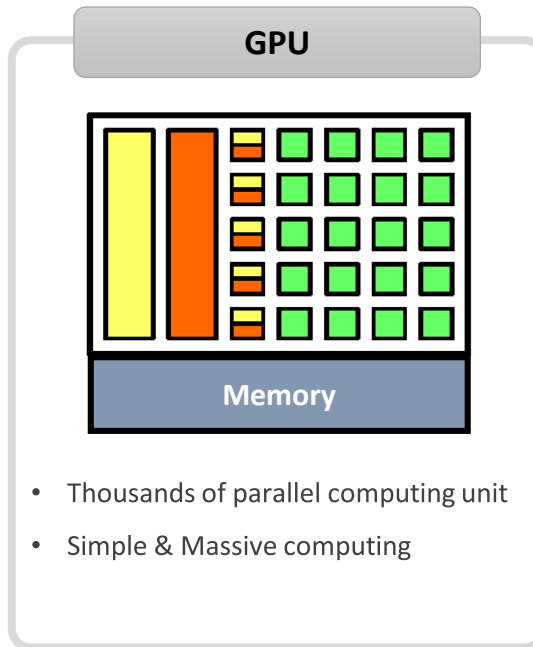 GPU
Memory
• Thousands of parallel computing unit
• Simple & Massive computing